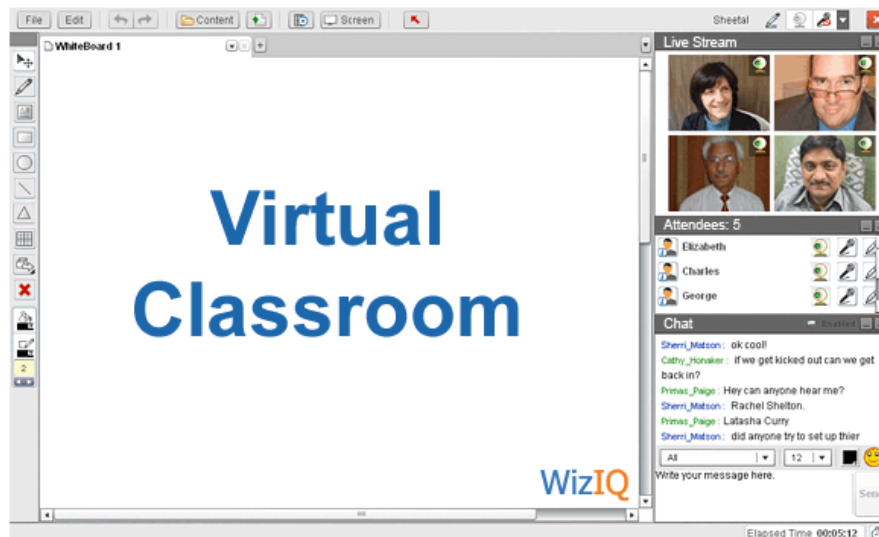 File Edit Content Screen Sheetal
WhiteBoard 1
Virtual
Classroom
WizIQ
2
Live Stream
Attendees: 5
Elizabeth
Charles
George
Chat Enabled
Sherri_Matson : ok cool!
Cathy_Honaker : if we get kicked out can we get
back in?
Primas_Paige : Hey can anyone hear me?
Sherri_Matson : Rachel Shelton.
Primas_Paige : Latasha Curry
Sherri_Matson : did anyone try to set up thier
All 12
Write your message here.
Elapsed Time 00:05:12